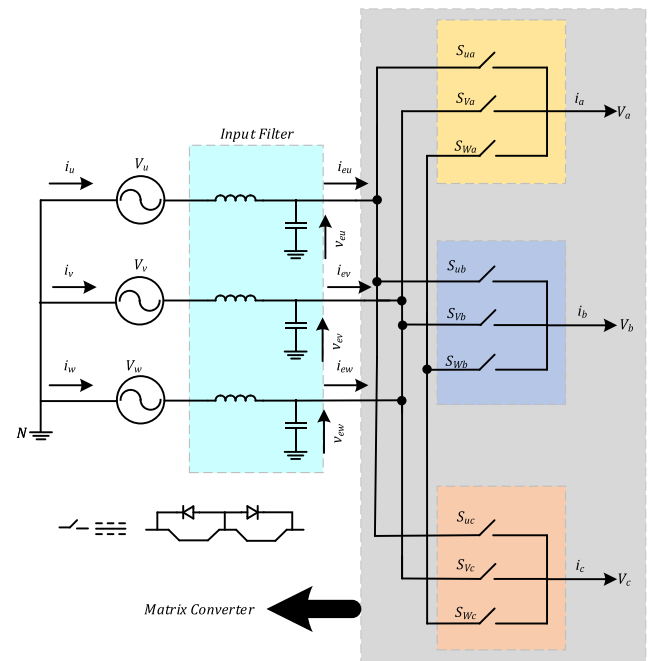 S_ua
S_Va
S_Wa
i_a
V_a
Input Filter
i_u
V_u
i_eu
v_eu
i_v
V_v
i_ev
v_ev
i_w
V_w
i_ew
v_ew
N
S_ub
S_Vb
S_Wb
i_b
V_b
S_uc
S_Vc
S_Wc
i_c
V_c
Matrix Converter